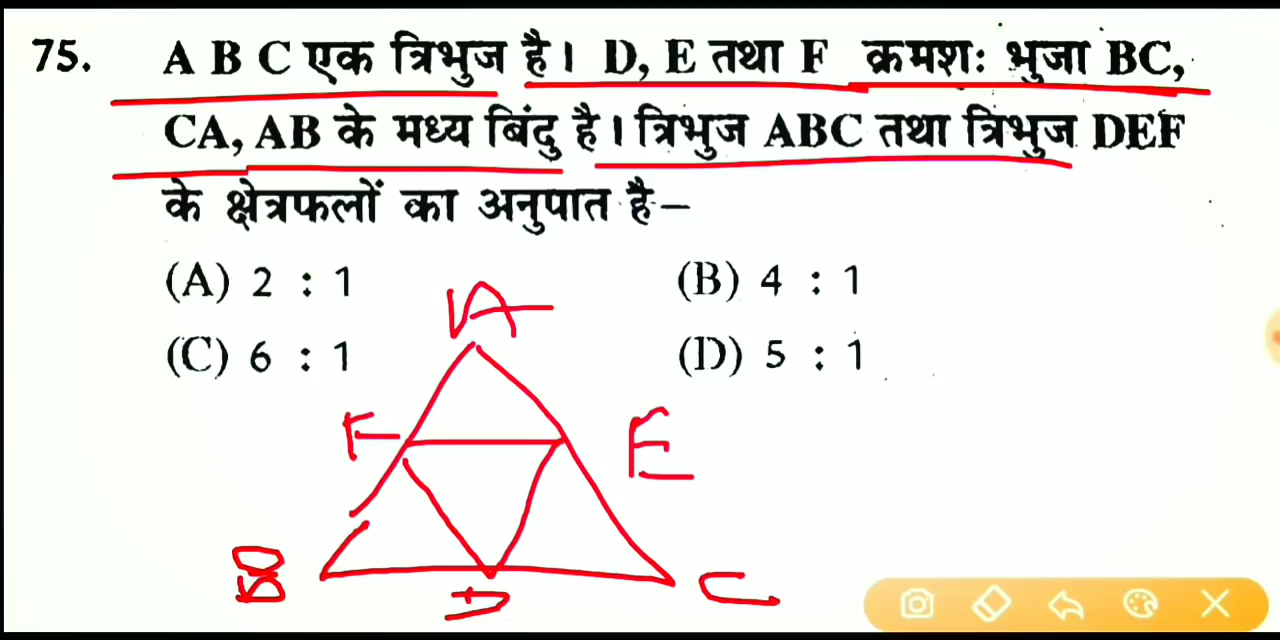 75. A B C एक त्रिभुज है। D, E तथा F क्रमशः भुजा BC,
CA, AB के मध्य बिंदु है। त्रिभुज ABC तथा त्रिभुज DEF
के क्षेत्रफलों का अनुपात है–
(A) 2 : 1 (B) 4 : 1
(C) 6 : 1 (D) 5 : 1
A
F E
B D C